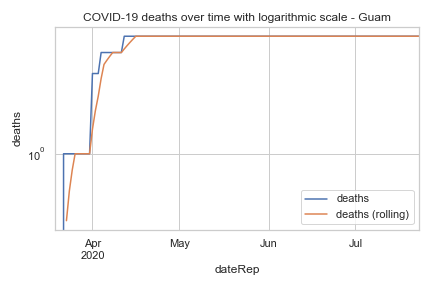 COVID-19 deaths over time with logarithmic scale - Guam
deaths
10⁰
deaths
deaths (rolling)
Apr
2020
May
Jun
Jul
dateRep